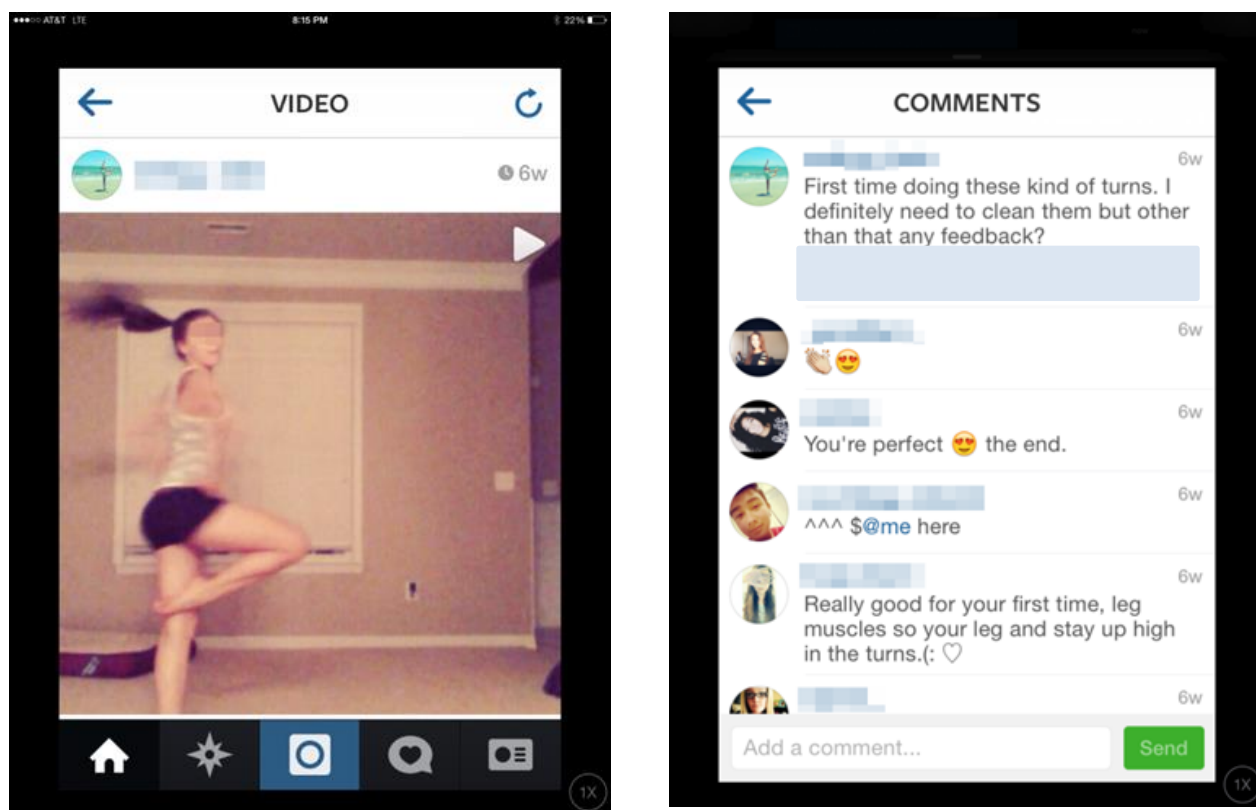 AT&T LTE
8:15 PM
22%
VIDEO
6w
1X
COMMENTS
6w
First time doing these kind of turns. I
definitely need to clean them but other
than that any feedback?
6w
👏😍
6w
You're perfect 😍 the end.
6w
^^^ $@me here
6w
Really good for your first time, leg
muscles so your leg and stay up high
in the turns.(: ♡
6w
Add a comment...
Send
1X